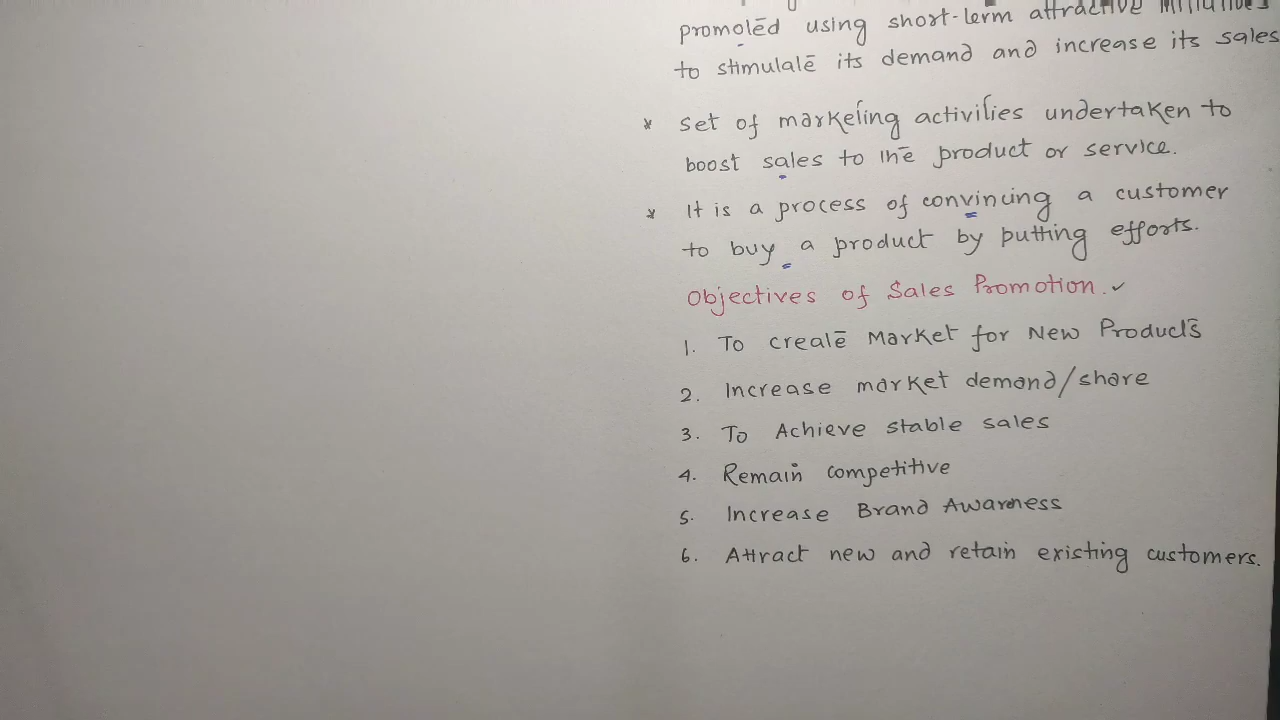 promoted using short-term attractive initiatives
to stimulate its demand and increase its sales
* set of marketing activities undertaken to
boost sales to the product or service.
* It is a process of convincing a customer
to buy a product by putting efforts.
Objectives of Sales Promotion. ✓
1. To create Market for New Products
2. Increase market demand/share
3. To Achieve stable sales
4. Remain competitive
5. Increase Brand Awarness
6. Attract new and retain existing customers.